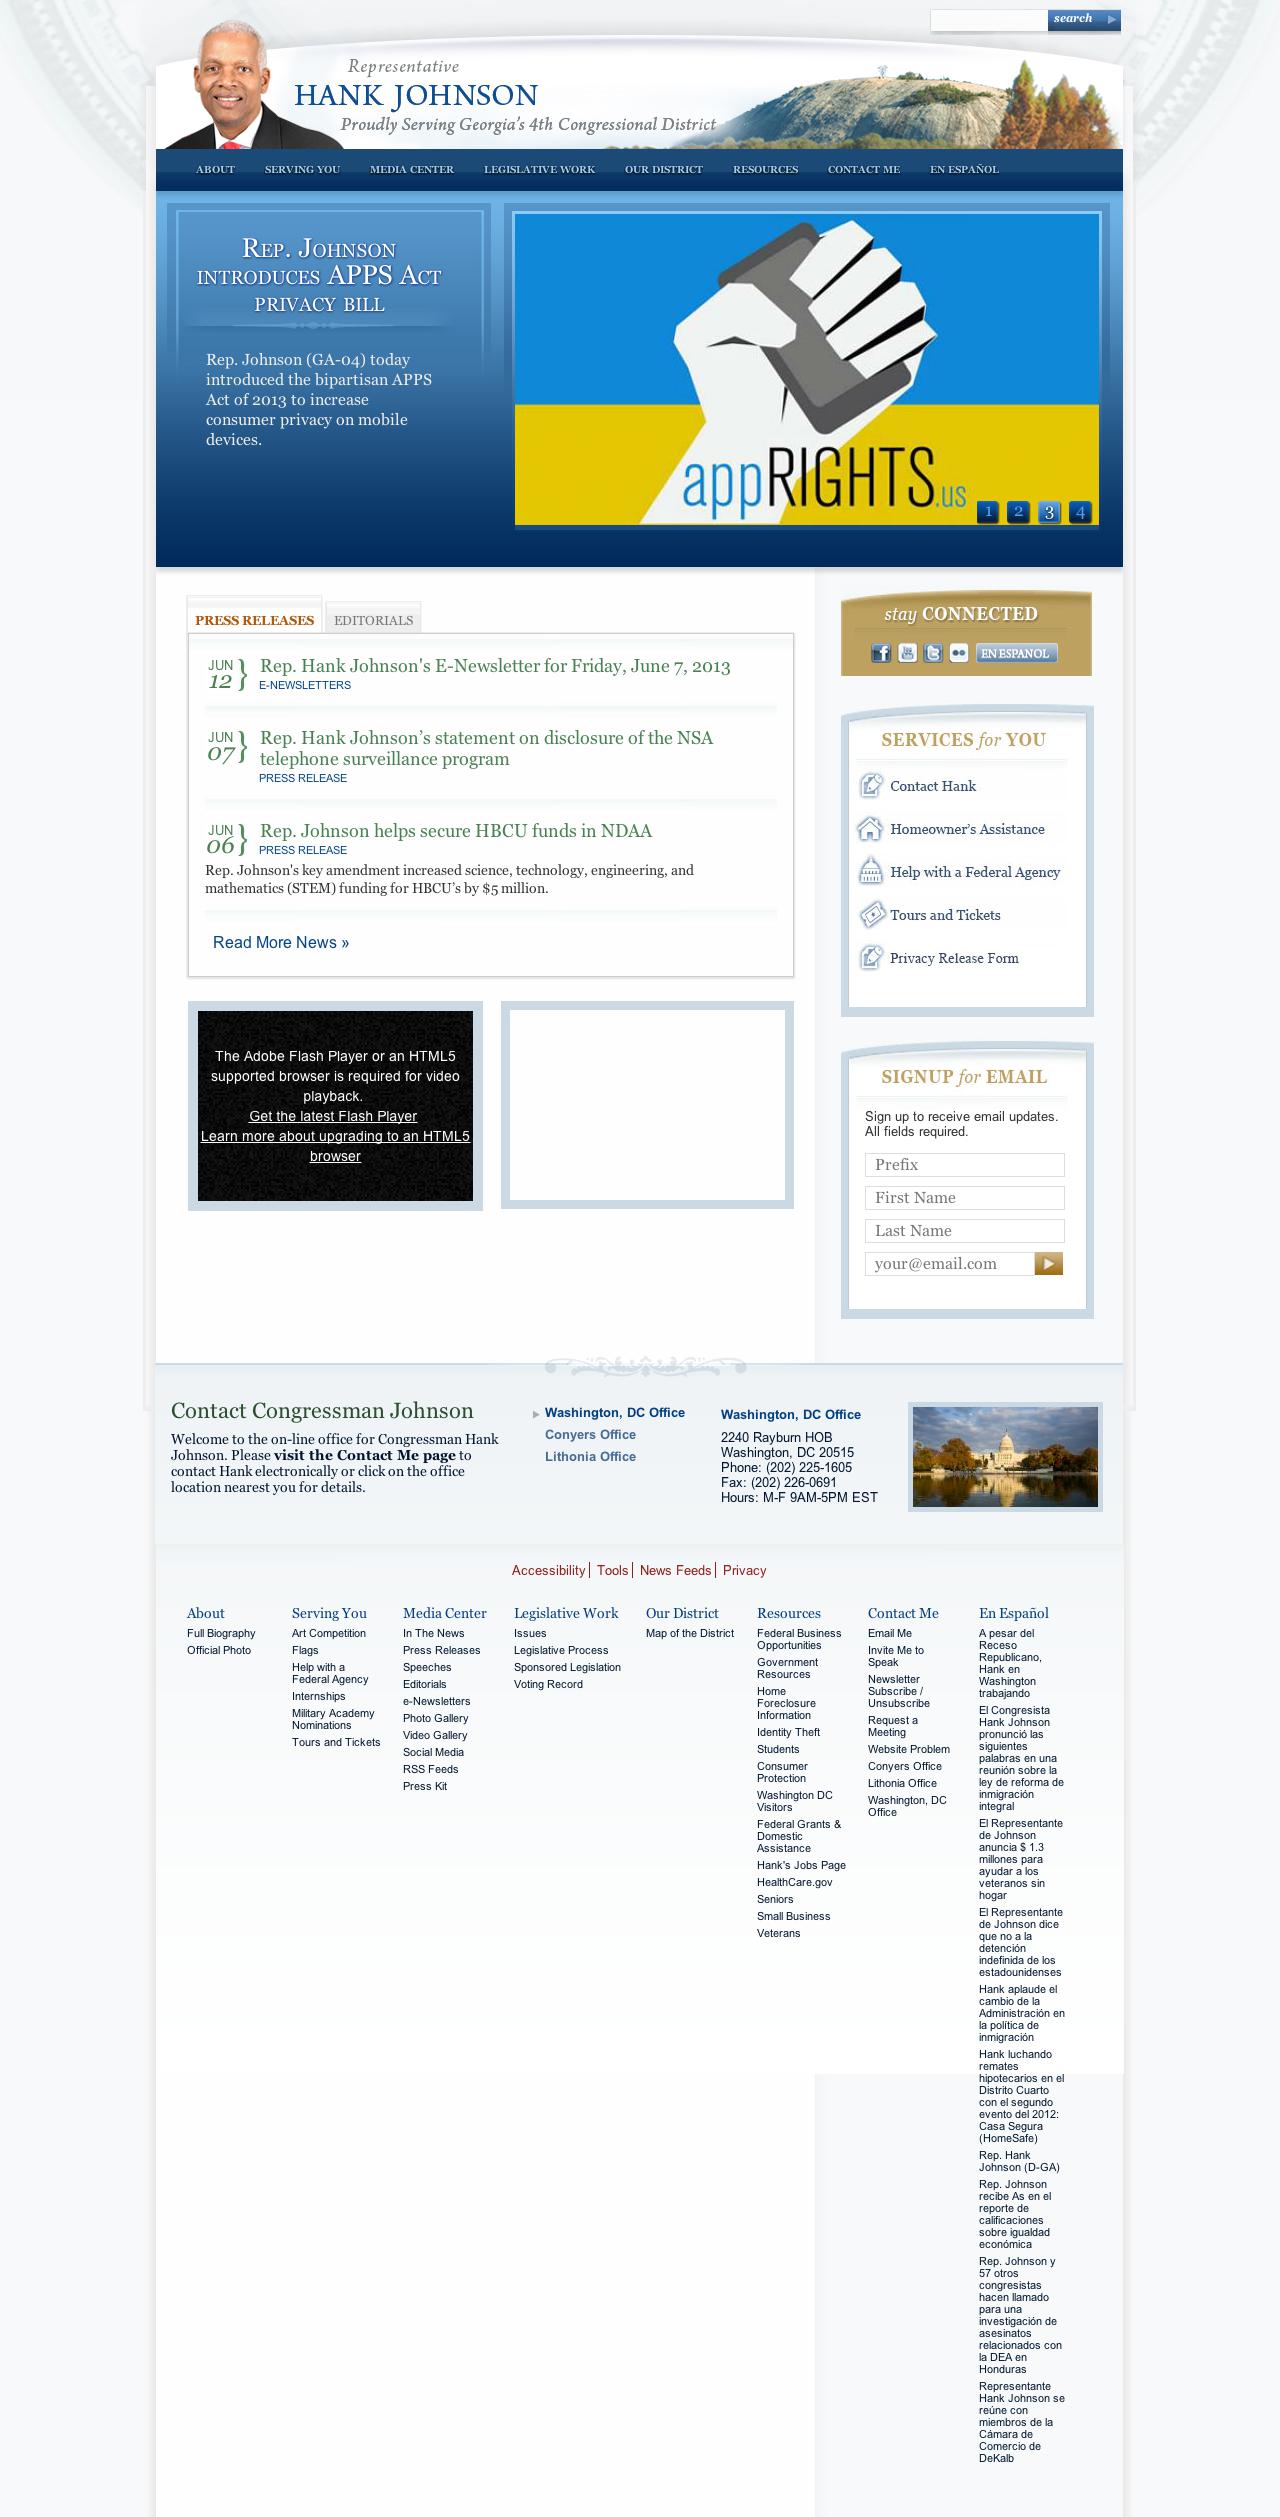 search
Representative
HANK JOHNSON
Proudly Serving Georgia's 4th Congressional District
ABOUT SERVING YOU MEDIA CENTER LEGISLATIVE WORK OUR DISTRICT RESOURCES CONTACT ME EN ESPAÑOL
REP. JOHNSON
INTRODUCES APPS ACT
PRIVACY BILL
Rep. Johnson (GA-04) today
introduced the bipartisan APPS
Act of 2013 to increase
consumer privacy on mobile
devices.
appRIGHTS.us
1 2 3 4
PRESS RELEASES EDITORIALS
JUN
12
Rep. Hank Johnson's E-Newsletter for Friday, June 7, 2013
E-NEWSLETTERS
JUN
07
Rep. Hank Johnson’s statement on disclosure of the NSA
telephone surveillance program
PRESS RELEASE
JUN
06
Rep. Johnson helps secure HBCU funds in NDAA
PRESS RELEASE
Rep. Johnson's key amendment increased science, technology, engineering, and
mathematics (STEM) funding for HBCU’s by $5 million.
Read More News »
The Adobe Flash Player or an HTML5
supported browser is required for video
playback.
Get the latest Flash Player
Learn more about upgrading to an HTML5
browser
stay CONNECTED
EN ESPANOL
SERVICES for YOU
Contact Hank
Homeowner’s Assistance
Help with a Federal Agency
Tours and Tickets
Privacy Release Form
SIGNUP for EMAIL
Sign up to receive email updates.
All fields required.
Prefix
First Name
Last Name
your@email.com
Contact Congressman Johnson
Welcome to the on-line office for Congressman Hank
Johnson. Please visit the Contact Me page to
contact Hank electronically or click on the office
location nearest you for details.
Washington, DC Office
Conyers Office
Lithonia Office
Washington, DC Office
2240 Rayburn HOB
Washington, DC 20515
Phone: (202) 225-1605
Fax: (202) 226-0691
Hours: M-F 9AM-5PM EST
Accessibility Tools News Feeds Privacy
About
Full Biography
Official Photo
Serving You
Art Competition
Flags
Help with a
Federal Agency
Internships
Military Academy
Nominations
Tours and Tickets
Media Center
In The News
Press Releases
Speeches
Editorials
e-Newsletters
Photo Gallery
Video Gallery
Social Media
RSS Feeds
Press Kit
Legislative Work
Issues
Legislative Process
Sponsored Legislation
Voting Record
Our District
Map of the District
Resources
Federal Business
Opportunities
Government
Resources
Home
Foreclosure
Information
Identity Theft
Students
Consumer
Protection
Washington DC
Visitors
Federal Grants &
Domestic
Assistance
Hank's Jobs Page
HealthCare.gov
Seniors
Small Business
Veterans
Contact Me
Email Me
Invite Me to
Speak
Newsletter
Subscribe /
Unsubscribe
Request a
Meeting
Website Problem
Conyers Office
Lithonia Office
Washington, DC
Office
En Español
A pesar del
Receso
Republicano,
Hank en
Washington
trabajando
El Congresista
Hank Johnson
pronunció las
siguientes
palabras en una
reunión sobre la
ley de reforma de
inmigración
integral
El Representante
de Johnson
anuncia $ 1.3
millones para
ayudar a los
veteranos sin
hogar
El Representante
de Johnson dice
que no a la
detención
indefinida de los
estadounidenses
Hank aplaude el
cambio de la
Administración en
la política de
inmigración
Hank luchando
remates
hipotecarios en el
Distrito Cuarto
con el segundo
evento del 2012:
Casa Segura
(HomeSafe)
Rep. Hank
Johnson (D-GA)
Rep. Johnson
recibe As en el
reporte de
calificaciones
sobre igualdad
económica
Rep. Johnson y
57 otros
congresistas
hacen llamado
para una
investigación de
asesinatos
relacionados con
la DEA en
Honduras
Representante
Hank Johnson se
reúne con
miembros de la
Cámara de
Comercio de
DeKalb